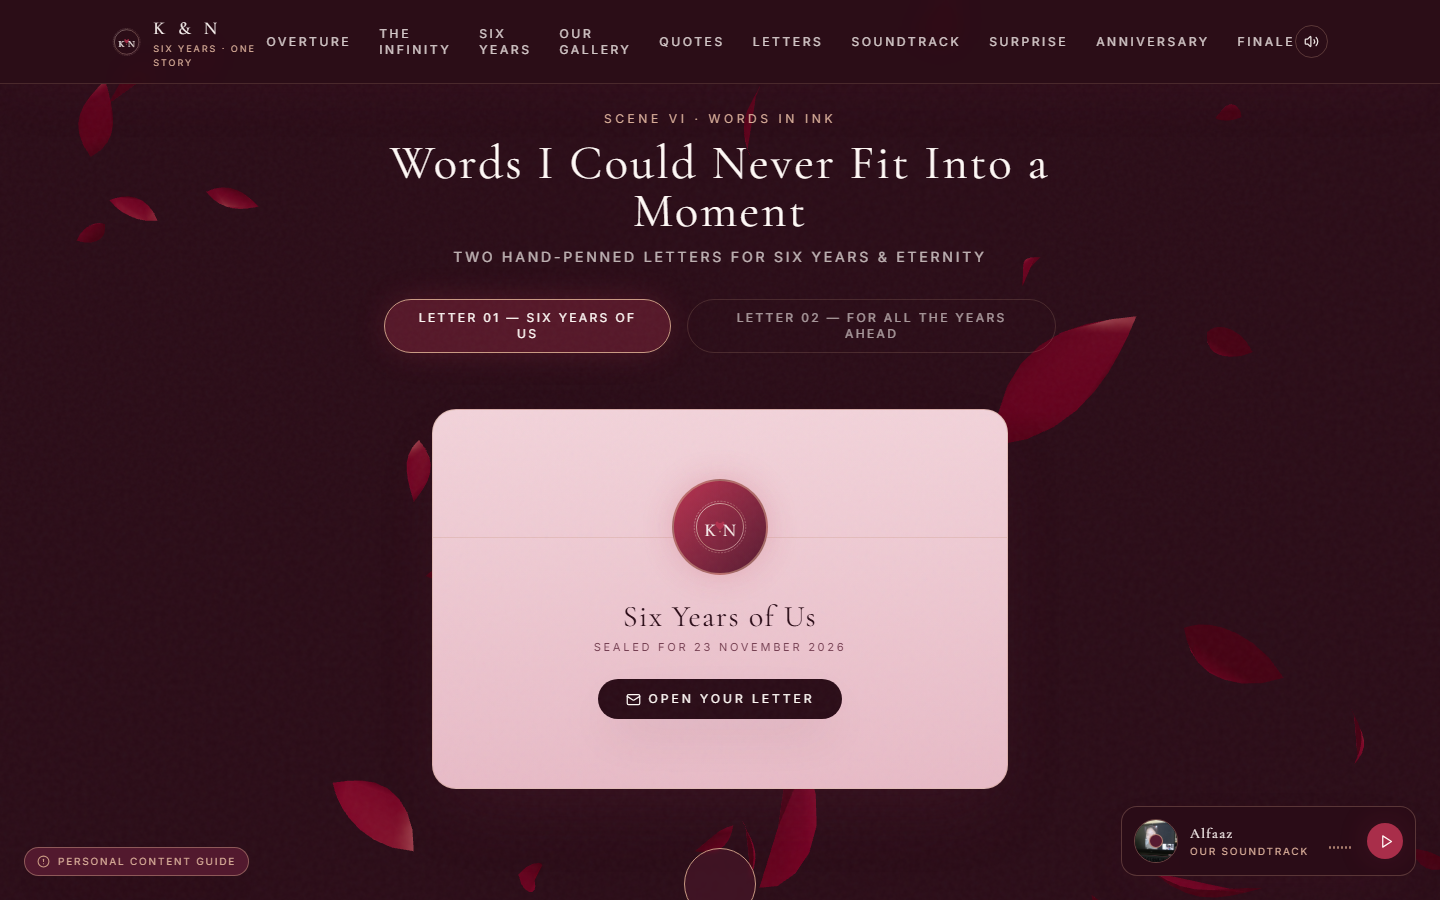 K·N
K & N
SIX YEARS · ONE
STORY
OVERTURE
THE
INFINITY
SIX
YEARS
OUR
GALLERY
QUOTES
LETTERS
SOUNDTRACK
SURPRISE
ANNIVERSARY
FINALE
SCENE VI · WORDS IN INK
Words I Could Never Fit Into a
Moment
TWO HAND-PENNED LETTERS FOR SIX YEARS & ETERNITY
LETTER 01 — SIX YEARS OF
US
LETTER 02 — FOR ALL THE YEARS
AHEAD
K·N
Six Years of Us
SEALED FOR 23 NOVEMBER 2026
OPEN YOUR LETTER
PERSONAL CONTENT GUIDE
Alfaaz
OUR SOUNDTRACK